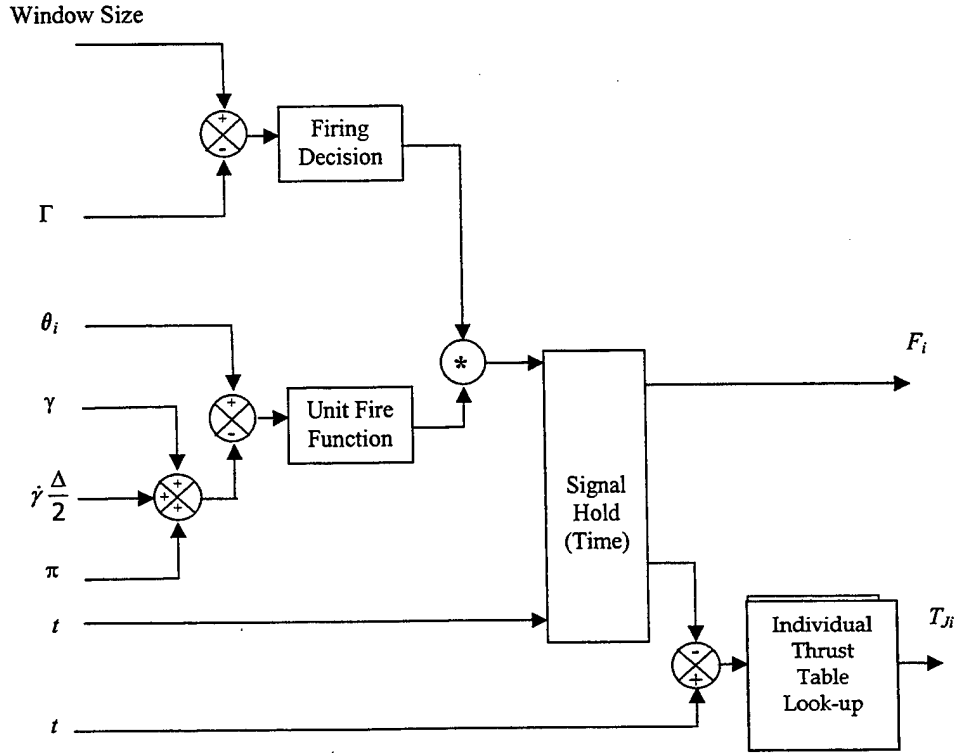 Window Size
+
-
Firing
Decision
Γ
θi
γ
+
-
Unit Fire
Function
*
Fi
γ̇ Δ/2
+
+
+
π
Signal
Hold
(Time)
t
-
+
Individual
Thrust
Table
Look-up
TJi
t